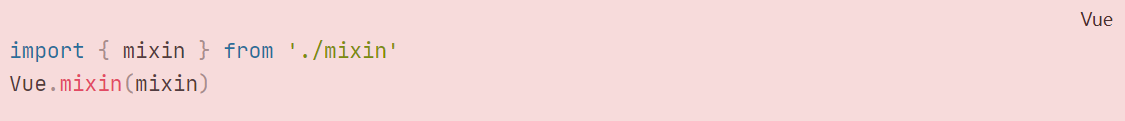 Vue
import { mixin } from './mixin'
Vue.mixin(mixin)